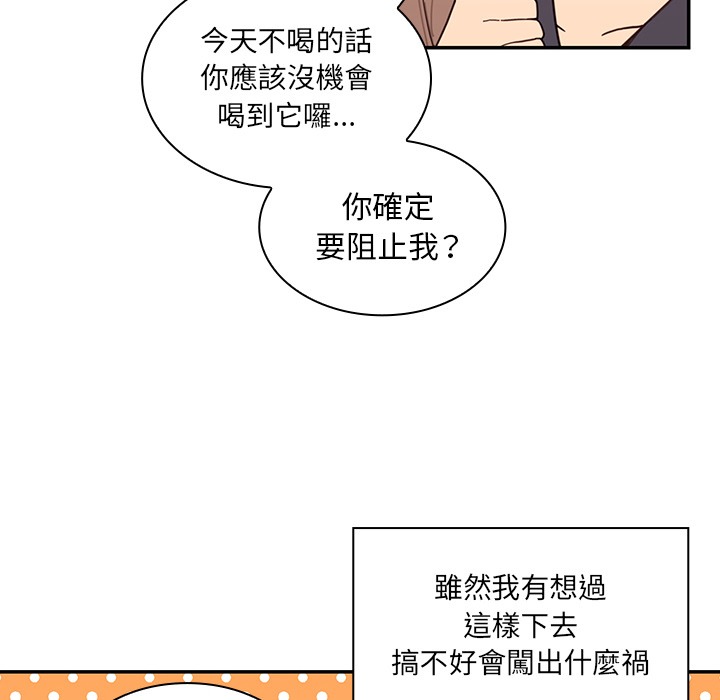 今天不喝的話
你應該沒機會
喝到它囉...
你確定
要阻止我？
雖然我有想過
這樣下去
搞不好會闖出什麼禍